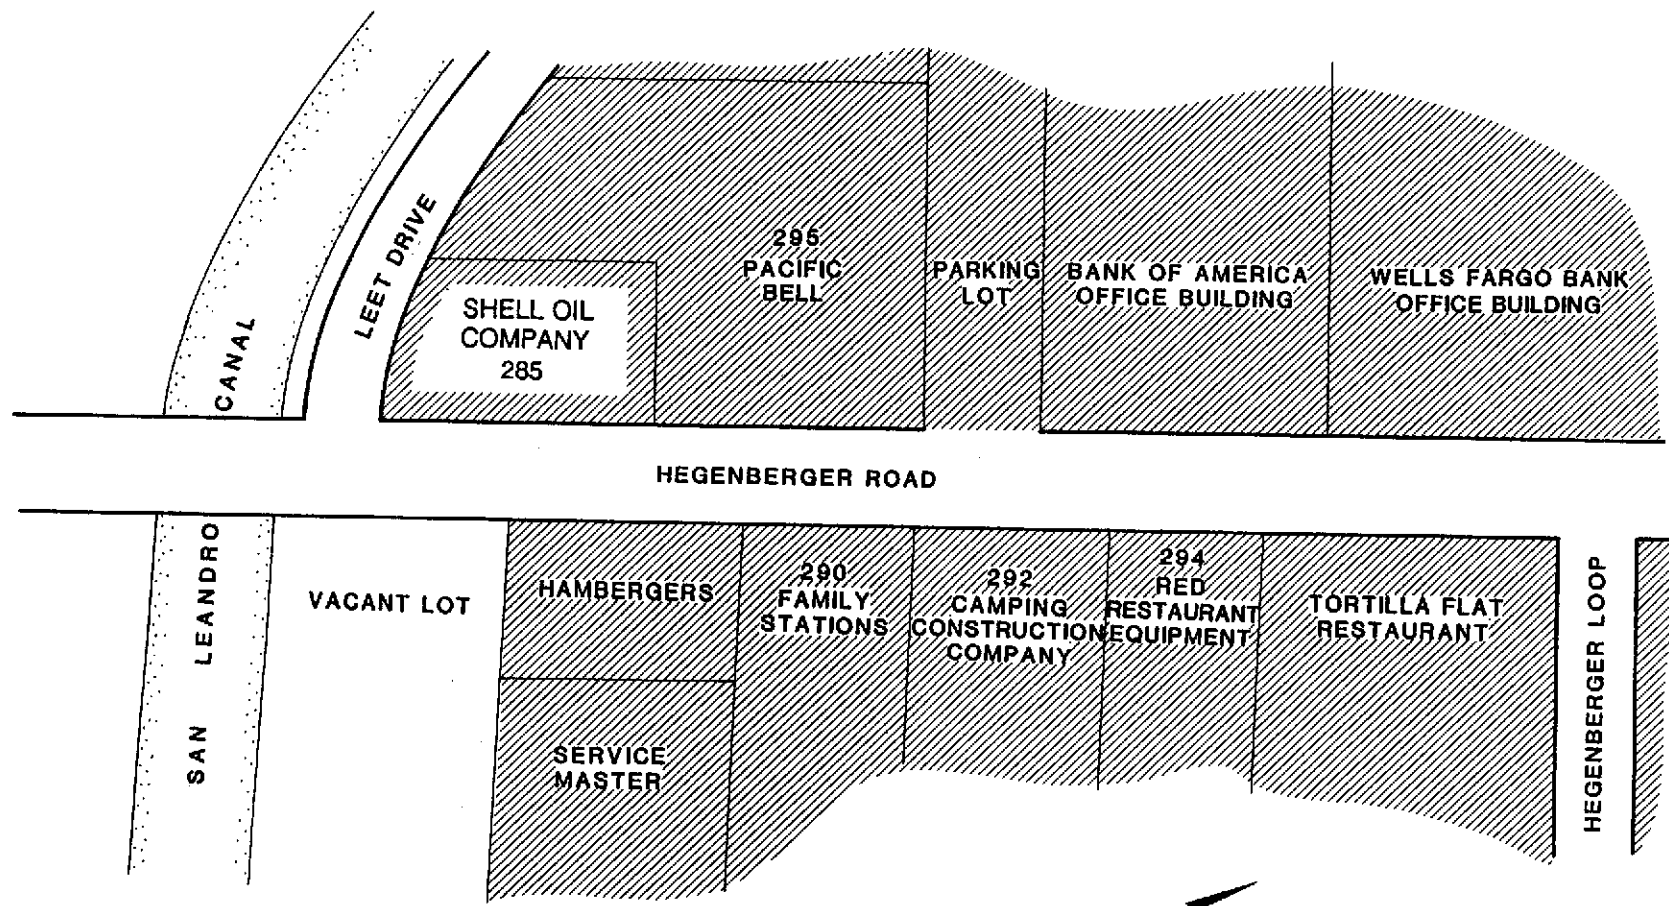 LEET DRIVE
CANAL
SHELL OIL
COMPANY
285
295
PACIFIC
BELL
PARKING
LOT
BANK OF AMERICA
OFFICE BUILDING
WELLS FARGO BANK
OFFICE BUILDING
HEGENBERGER ROAD
SAN LEANDRO
VACANT LOT
HAMBERGERS
SERVICE
MASTER
290
FAMILY
STATIONS
292
CAMPING
CONSTRUCTION
COMPANY
294
RED
RESTAURANT
EQUIPMENT
TORTILLA FLAT
RESTAURANT
HEGENBERGER LOOP